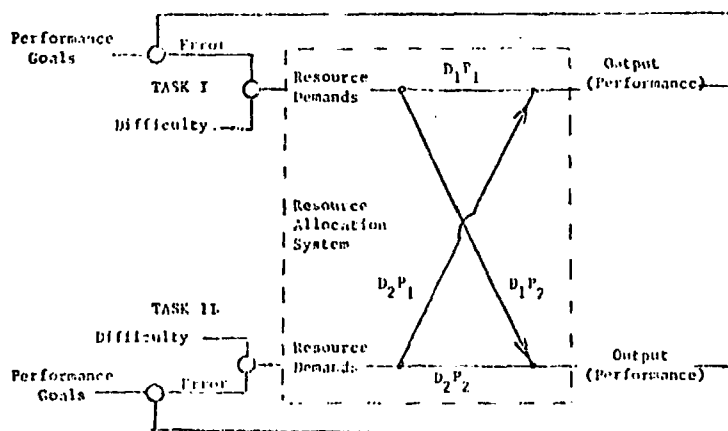 Performance
Goals
Error
TASK I
Difficulty
Resource
Demands
D1P1
Output
(Performance)
Resource
Allocation
System
D2P1
D1P2
TASK II
Difficulty
Resource
Demands
D2P2
Output
(Performance)
Performance
Goals
Error